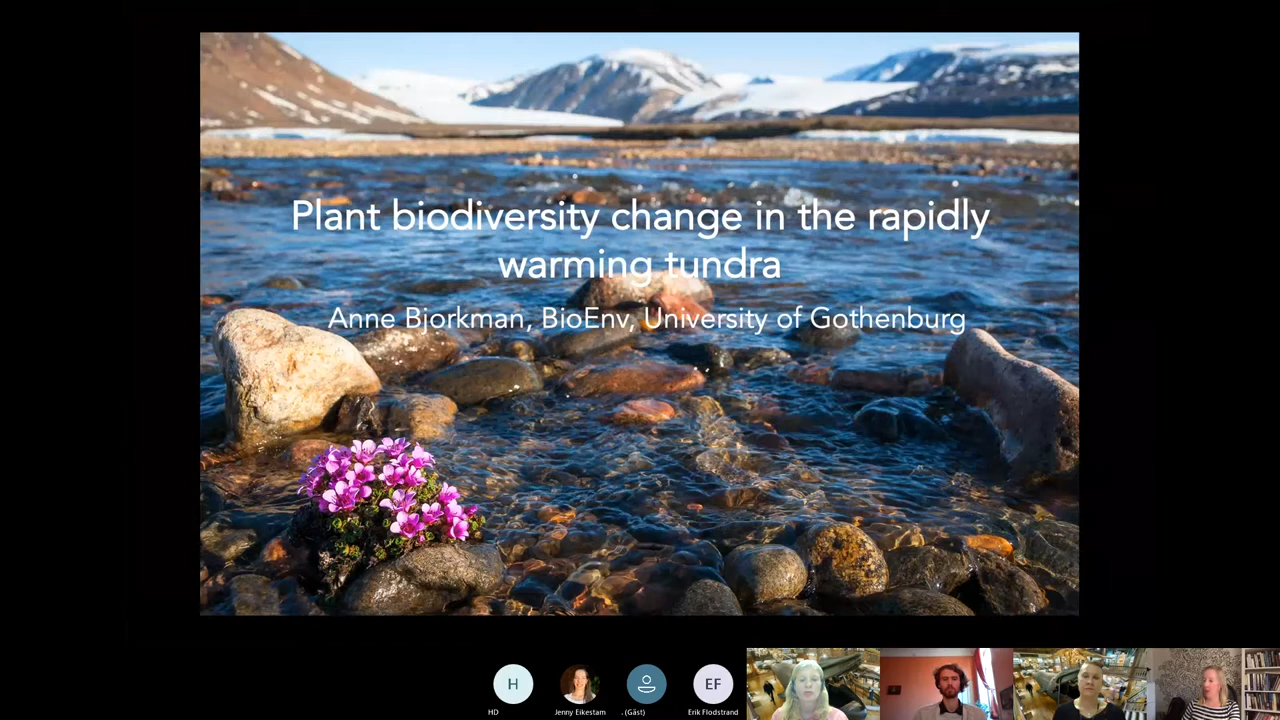 Plant biodiversity change in the rapidly
warming tundra
Anne Bjorkman, BioEnv, University of Gothenburg
H
EF
HD
Jenny Eikestam
. (Gäst)
Erik Flodstrand